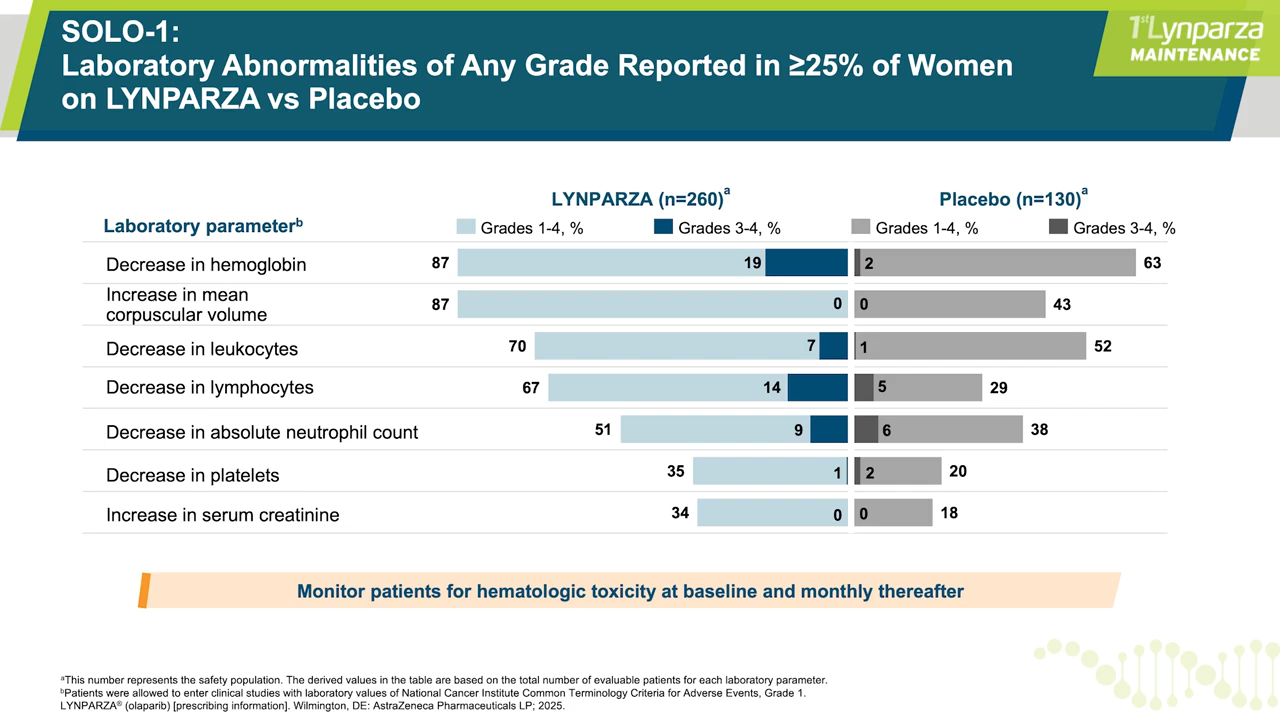 SOLO-1:
Laboratory Abnormalities of Any Grade Reported in ≥25% of Women
on LYNPARZA vs Placebo
1st Lynparza
MAINTENANCE
LYNPARZA (n=260)a
Placebo (n=130)a
Laboratory parameterb
Grades 1-4, %
Grades 3-4, %
Grades 1-4, %
Grades 3-4, %
Decrease in hemoglobin 87 19 2 63
Increase in mean
corpuscular volume 87 0 0 43
Decrease in leukocytes 70 7 1 52
Decrease in lymphocytes 67 14 5 29
Decrease in absolute neutrophil count 51 9 6 38
Decrease in platelets 35 1 2 20
Increase in serum creatinine 34 0 0 18
Monitor patients for hematologic toxicity at baseline and monthly thereafter
aThis number represents the safety population. The derived values in the table are based on the total number of evaluable patients for each laboratory parameter.
bPatients were allowed to enter clinical studies with laboratory values of National Cancer Institute Common Terminology Criteria for Adverse Events, Grade 1.
LYNPARZA® (olaparib) [prescribing information]. Wilmington, DE: AstraZeneca Pharmaceuticals LP; 2025.